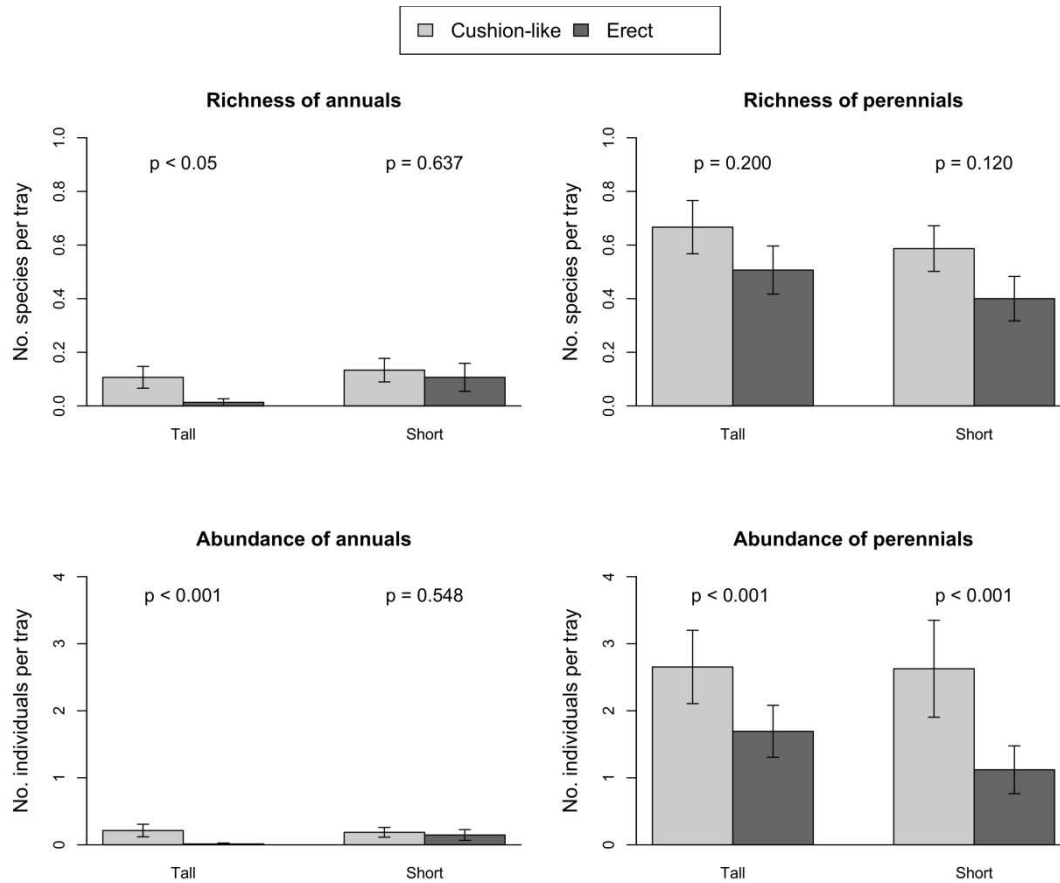 Cushion-like Erect
Richness of annuals
No. species per tray
0.0 0.2 0.4 0.6 0.8 1.0
p < 0.05 p = 0.637
Tall Short
Richness of perennials
No. species per tray
0.0 0.2 0.4 0.6 0.8 1.0
p = 0.200 p = 0.120
Tall Short
Abundance of annuals
No. individuals per tray
0 1 2 3 4
p < 0.001 p = 0.548
Tall Short
Abundance of perennials
No. individuals per tray
0 1 2 3 4
p < 0.001 p < 0.001
Tall Short